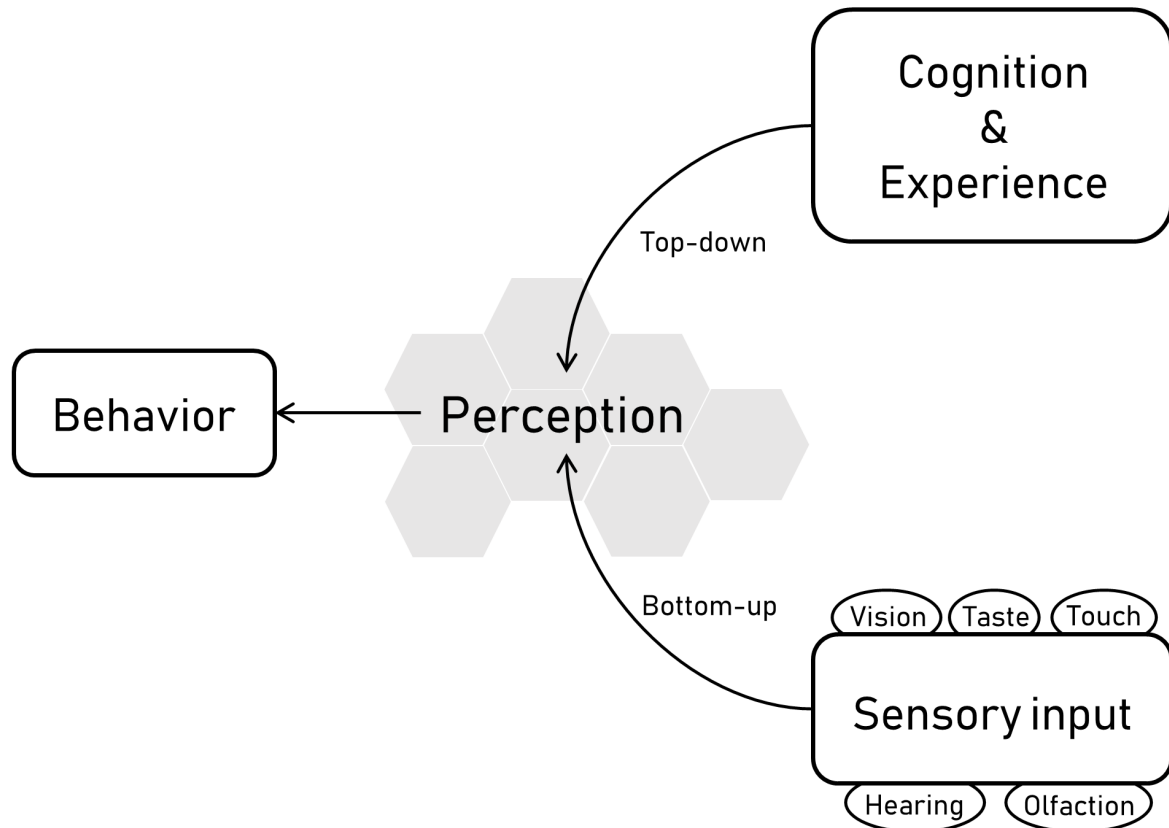 Cognition
&
Experience
Top-down
Behavior
Perception
Bottom-up
Vision
Taste
Touch
Sensory input
Hearing
Olfaction